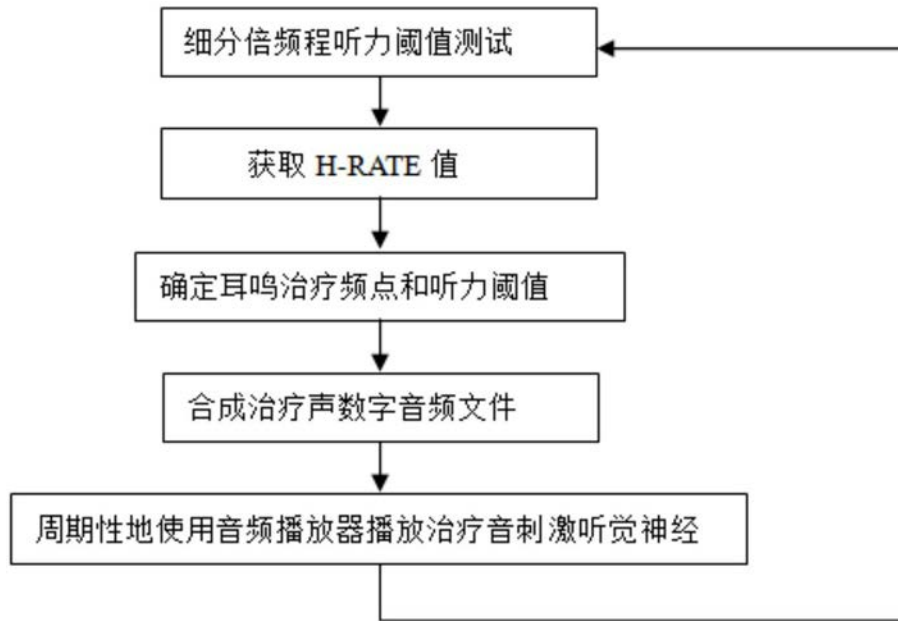 细分倍频程听力阈值测试
获取 H-RATE 值
确定耳鸣治疗频点和听力阈值
合成治疗声数字音频文件
周期性地使用音频播放器播放治疗音刺激听觉神经